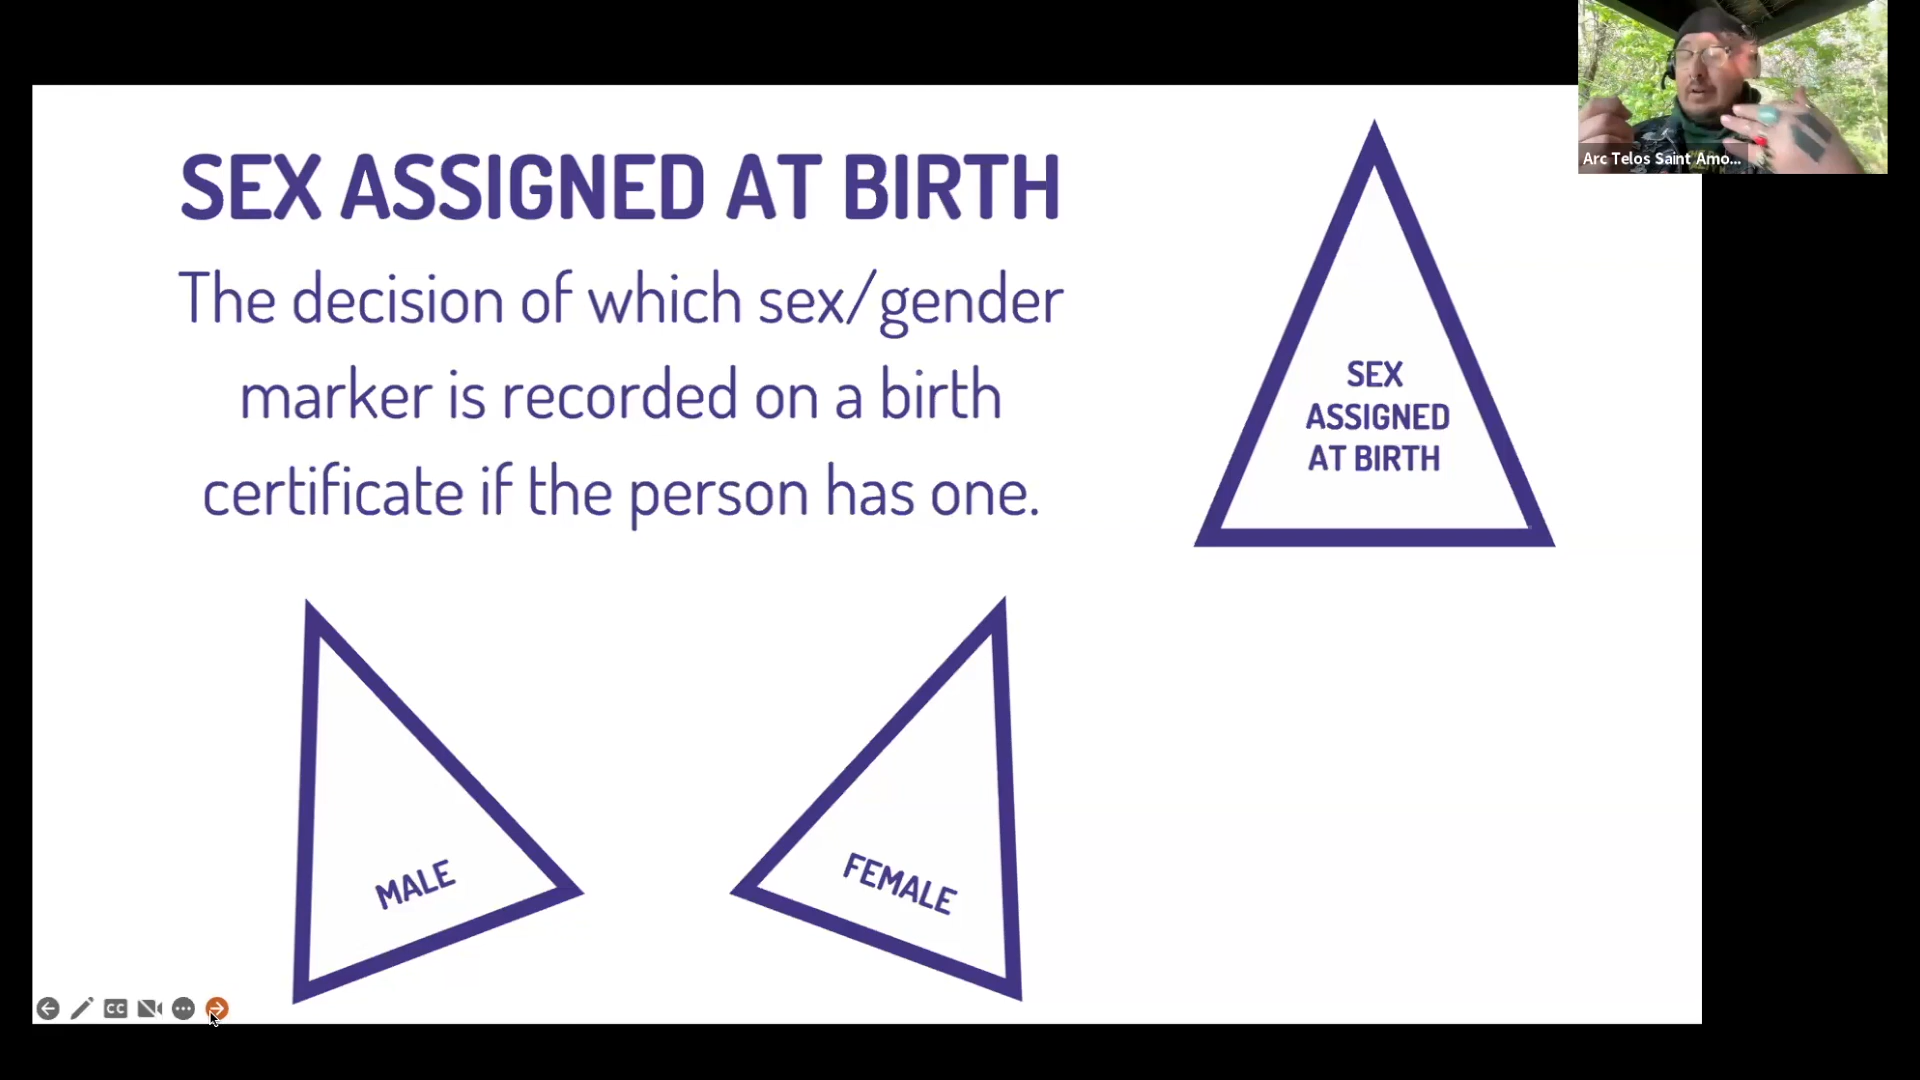 SEX ASSIGNED AT BIRTH
The decision of which sex/gender
marker is recorded on a birth
certificate if the person has one.
SEX
ASSIGNED
AT BIRTH
MALE
FEMALE
Arc Telos Saint Amo...
CC